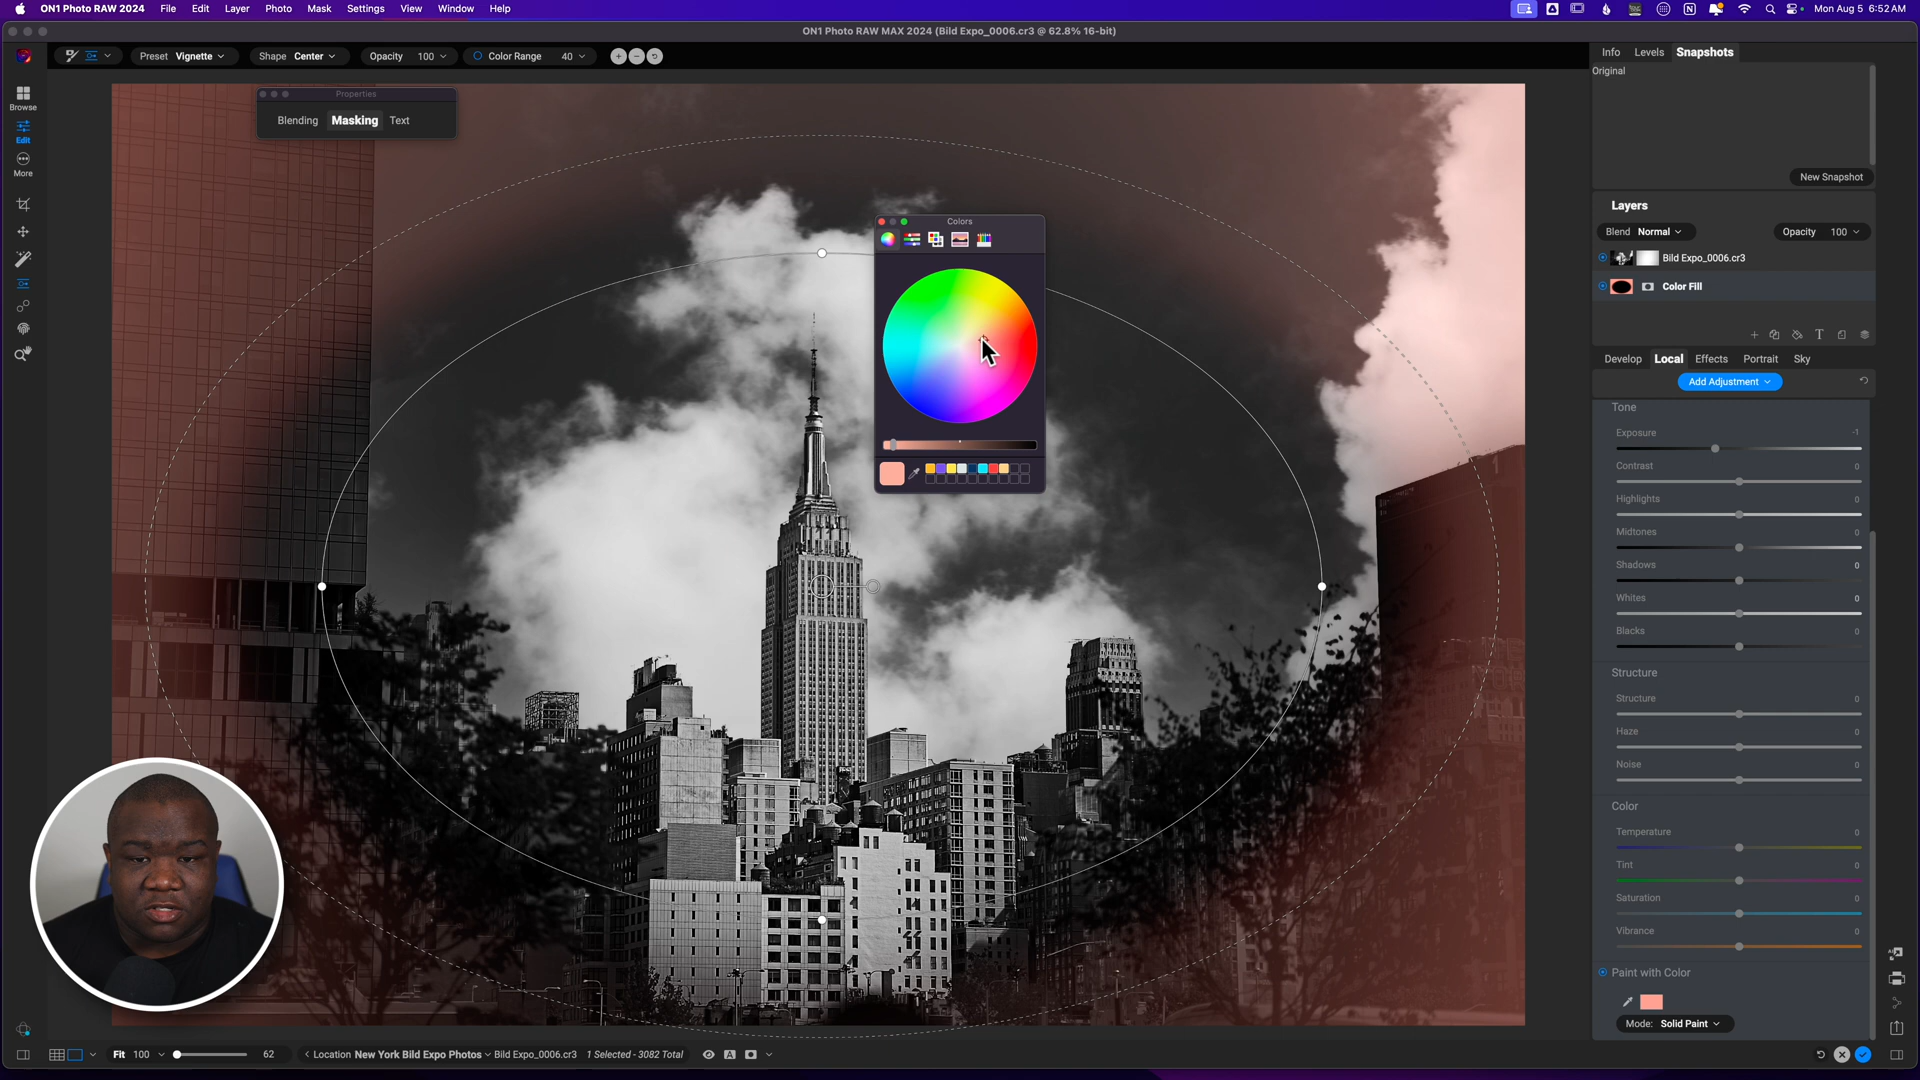 ON1 Photo RAW 2024 File Edit Layer Photo Mask Settings View Window Help Mon Aug 5 6:52 AM
ON1 Photo RAW MAX 2024 (Bild Expo_0006.cr3 @ 62.8% 16-bit)
Preset Vignette Shape Center Opacity 100 Color Range 40
Browse
Edit
More
Properties
Blending Masking Text
Colors
Info Levels Snapshots
Original
New Snapshot
Layers
Blend Normal Opacity 100
Bild Expo_0006.cr3
Color Fill
Develop Local Effects Portrait Sky
Add Adjustment
Tone
Exposure -1
Contrast 0
Highlights 0
Midtones 0
Shadows 0
Whites 0
Blacks 0
Structure
Structure 0
Haze 0
Noise 0
Color
Temperature 0
Tint 0
Saturation 0
Vibrance 0
Paint with Color
Mode: Solid Paint
Fit 100 62 Location New York Bild Expo Photos Bild Expo_0006.cr3 1 Selected - 3082 Total